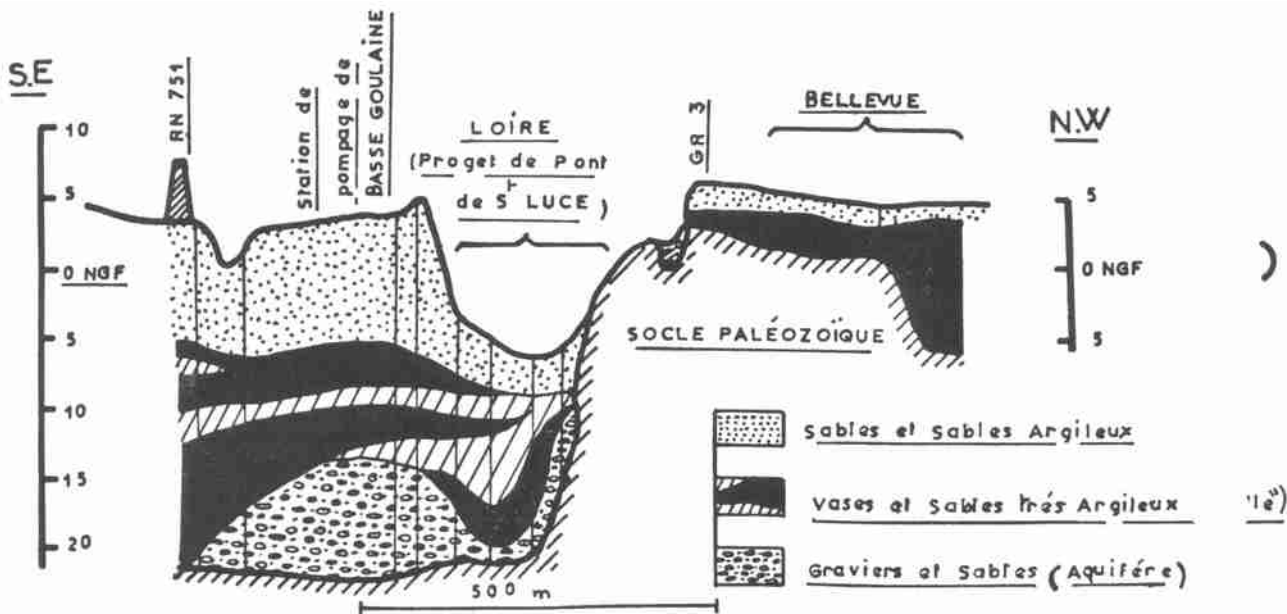 S.E
RN 751
Station de
pompage de
BASSE GOULAINE
LOIRE
(Proget de Pont
de St LUCE)
GR 3
BELLEVUE
N.W
10
5
0 NGF
5
10
15
20
5
0 NGF
5
)
SOCLE PALÉOZOÏQUE
Sables et Sables Argileux
Vases et Sables trés Argileux
Graviers et Sables (Aquifére)
500 m